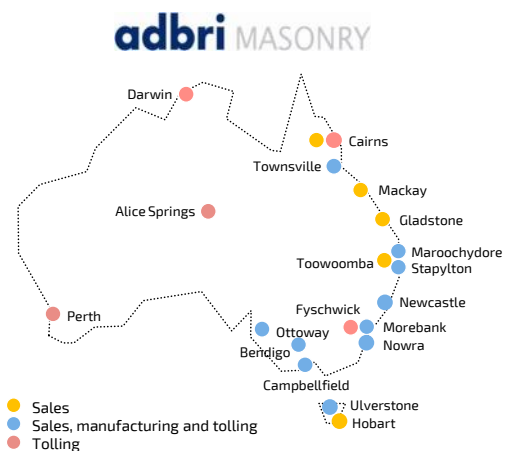 adbri MASONRY
Darwin
Cairns
Townsville
Mackay
Alice Springs
Gladstone
Maroochydore
Toowoomba
Stapylton
Newcastle
Fyschwick
Perth
Morebank
Ottoway
Nowra
Bendigo
Campbellfield
Ulverstone
Sales
Hobart
Sales, manufacturing and tolling
Tolling